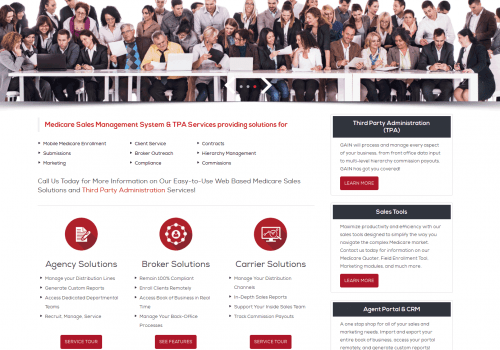 Medicare Sales Management System & TPA Services providing solutions for
Mobile Medicare Enrollment
Client Service
Contracts
Submissions
Broker Outreach
Hierarchy Management
Marketing
Compliance
Commissions
Call Us Today for More Information on Our Easy-to-Use Web Based Medicare Sales
Solutions and Third Party Administration Services!
Agency Solutions
Manage your Distribution Lines
Generate Custom Reports
Access Dedicated Departmental
Teams
Recruit, Manage, Service
SERVICE TOUR
Broker Solutions
Remain 100% Compliant
Enroll Clients Remotely
Access Book of Business in Real
Time
Manage Your Back-Office
Processes
SEE FEATURES
Carrier Solutions
Manage Your Distribution
Channels
In-Depth Sales Reports
Support Your Inside Sales Team
Track Commission Payouts
SERVICE TOUR
Third Party Administration
(TPA)
GAIN will process and manage every aspect
of your business, from front office data input
to multi-level hierarchy commission payouts,
GAIN has got you covered!
LEARN MORE
Sales Tools
Maximize productivity and efficiency with our
sales tools designed to simplify the way you
navigate the complex Medicare market.
Contact us today for information on our
Medicare Quoter, Field Enrollment Tool,
Marketing modules, and much more.
LEARN MORE
Agent Portal & CRM
A one stop shop for all of your sales and
marketing needs. Import and export your
entire book of business, access your portal
remotely, and generate custom reports!